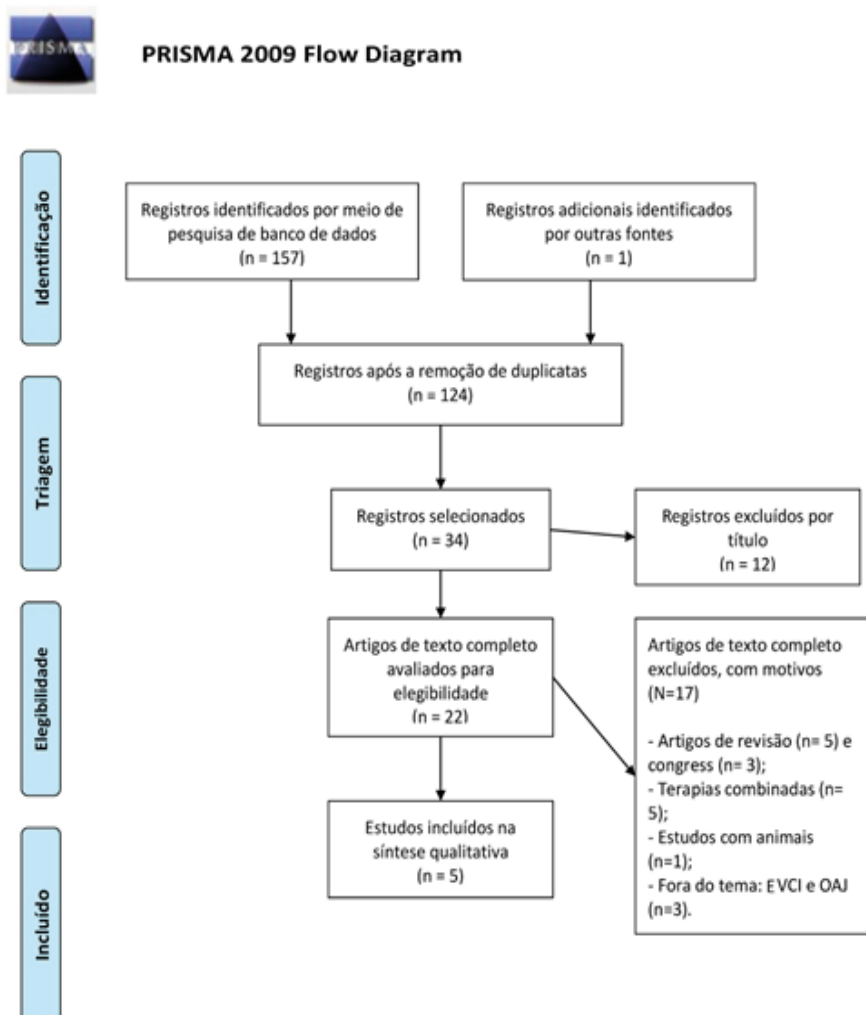 PRISMA
PRISMA 2009 Flow Diagram
Identificação
Registros identificados por meio de
pesquisa de banco de dados
(n = 157)
Registros adicionais identificados
por outras fontes
(n = 1)
Registros após a remoção de duplicatas
(n = 124)
Triagem
Registros selecionados
(n = 34)
Registros excluídos por
título
(n = 12)
Elegibilidade
Artigos de texto completo
avaliados para
elegibilidade
(n = 22)
Artigos de texto completo
excluídos, com motivos
(N=17)
- Artigos de revisão (n= 5) e
congress (n= 3);
- Terapias combinadas (n=
5);
- Estudos com animais
(n=1);
- Fora do tema: EVCI e OAJ
(n=3).
Incluído
Estudos incluídos na
síntese qualitativa
(n = 5)